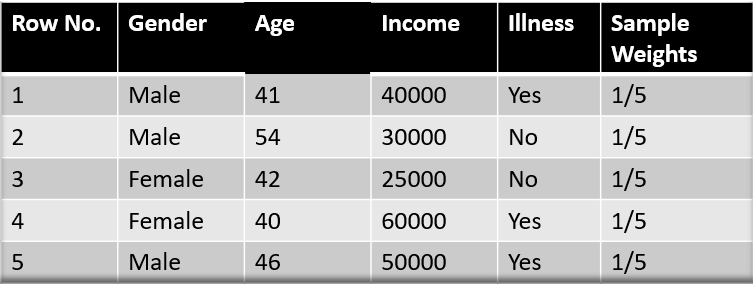 Row No. Gender Age Income Illness Sample Weights
1 Male 41 40000 Yes 1/5
2 Male 54 30000 No 1/5
3 Female 42 25000 No 1/5
4 Female 40 60000 Yes 1/5
5 Male 46 50000 Yes 1/5